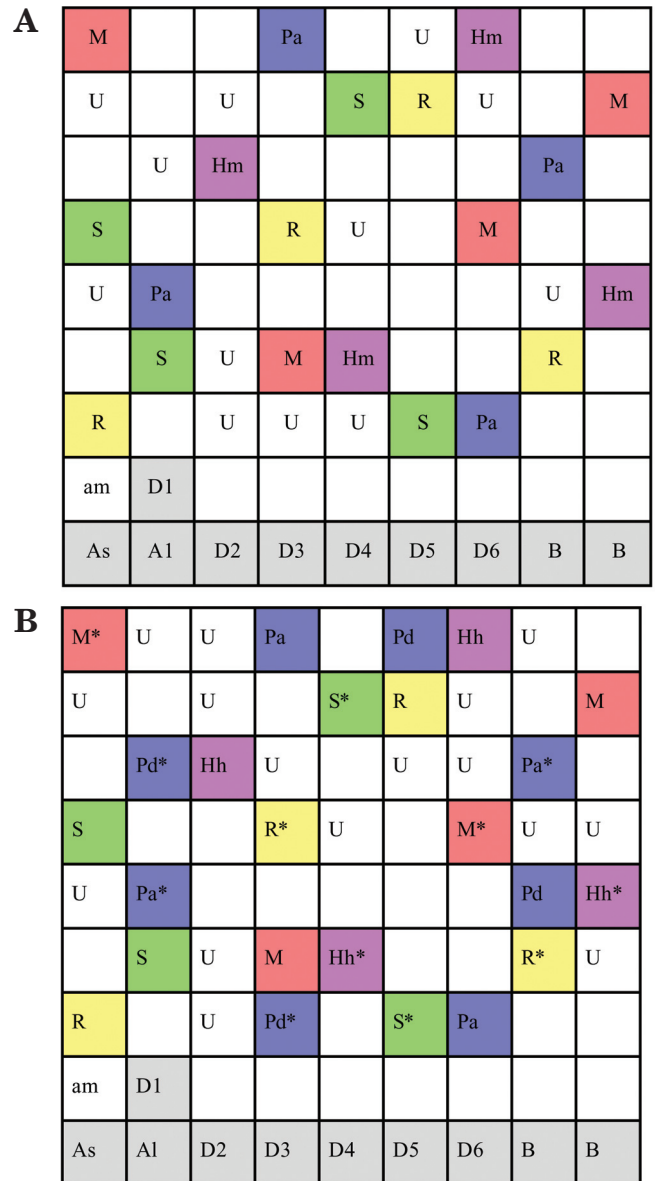 A
M Pa U Hm
U U S R U M
U Hm Pa
S R U M
U Pa U Hm
S U M Hm R
R U U U S Pa
am D1
As A1 D2 D3 D4 D5 D6 B B
B
M* U U Pa Pd Hh U
U U S* R U M
Pd* Hh U U U Pa*
S R* U M* U U
U Pa* Pd Hh*
S U M Hh* R* U
R U Pd* S* Pa
am D1
As Al D2 D3 D4 D5 D6 B B